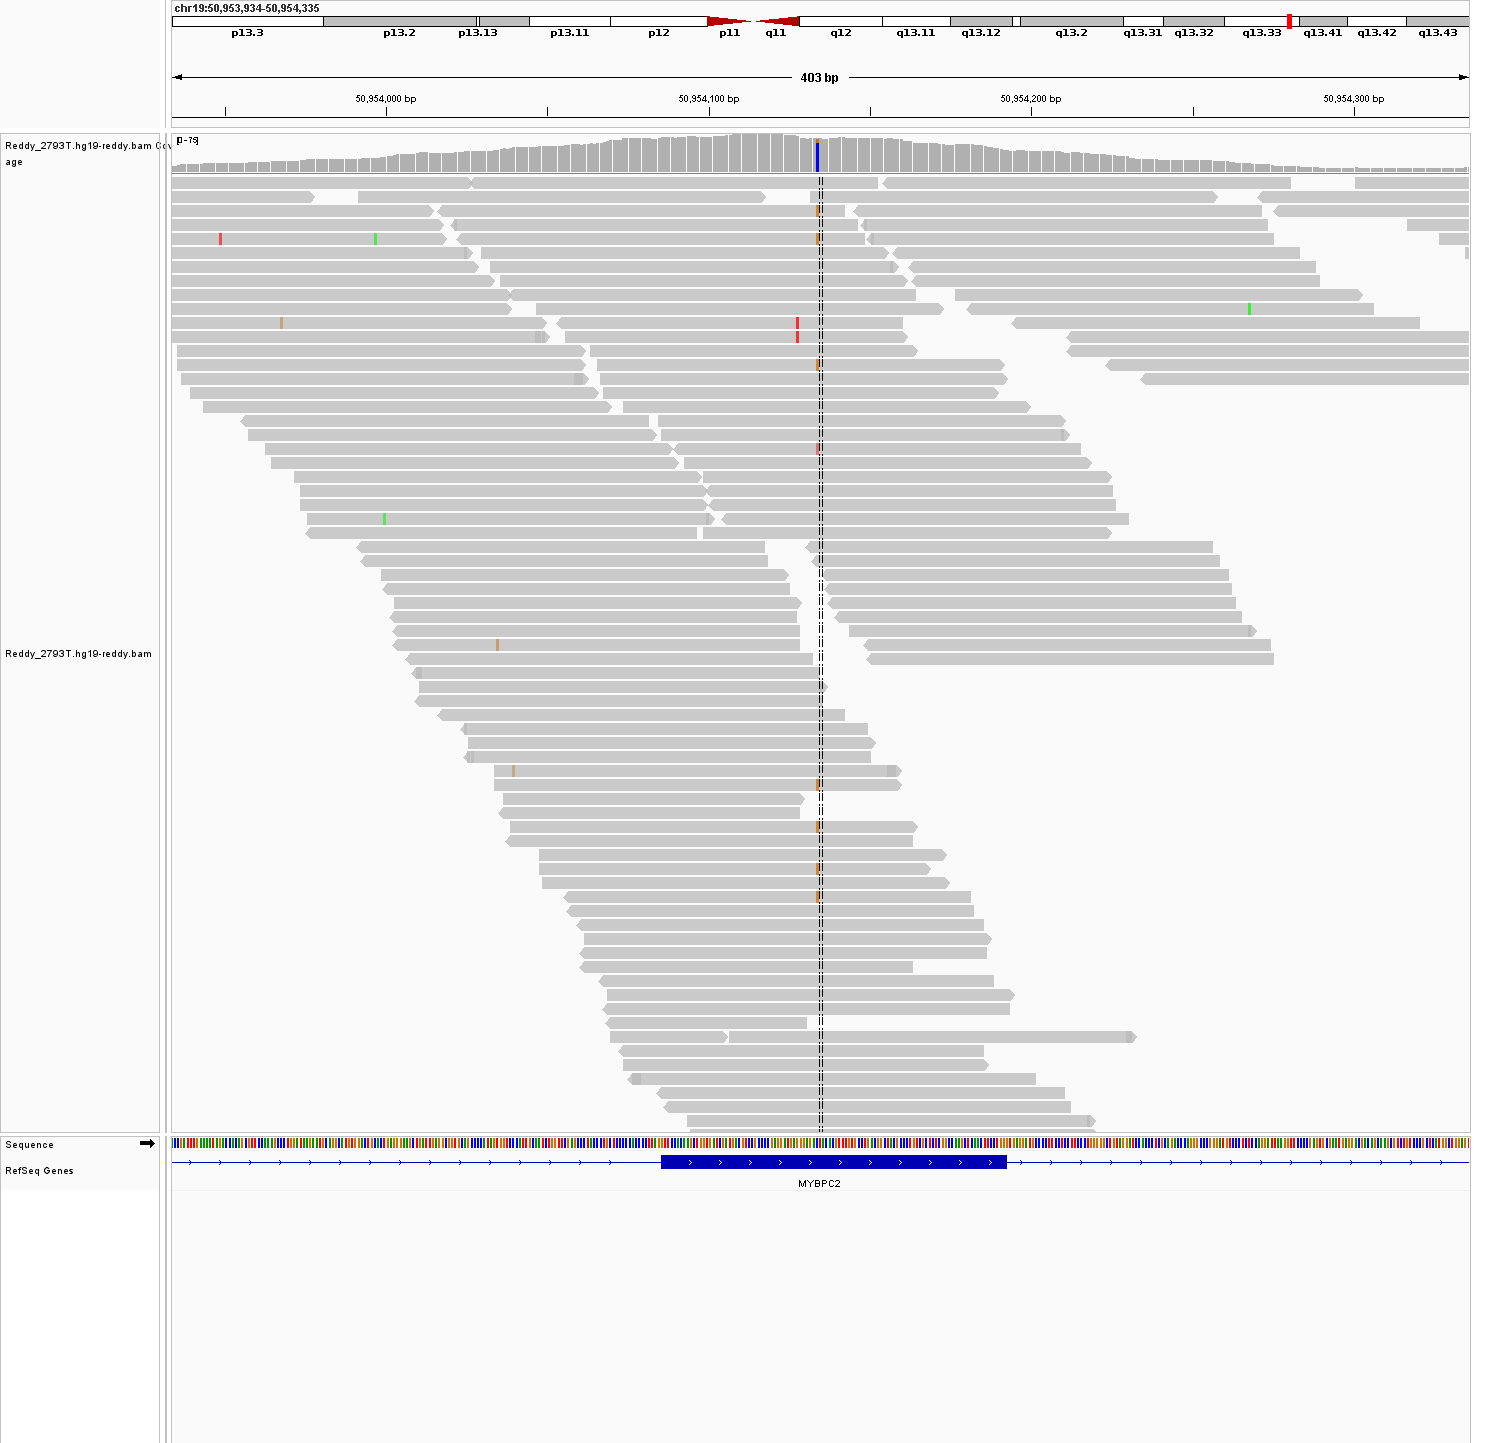 chr19:50,953,934-50,954,335
p13.3 p13.2 p13.13 p13.11 p12 p11 q11 q12 q13.11 q13.12 q13.2 q13.31 q13.32 q13.33 q13.41 q13.42 q13.43
403 bp
50,954,000 bp 50,954,100 bp 50,954,200 bp 50,954,300 bp
Reddy_2793T.hg19-reddy.bam Cov
age
Reddy_2793T.hg19-reddy.bam
Sequence
RefSeq Genes
MYBPC2